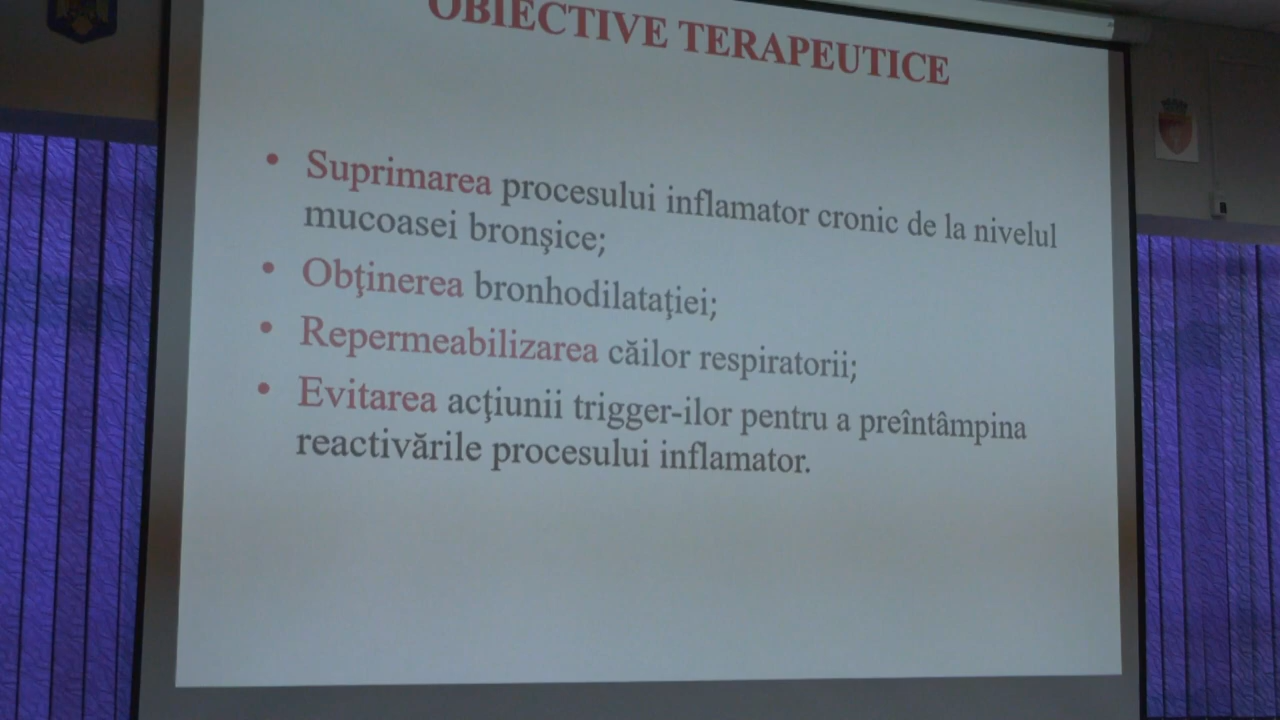 OBIECTIVE TERAPEUTICE
• Suprimarea procesului inflamator cronic de la nivelul
mucoasei bronşice;
• Obţinerea bronhodilataţiei;
• Repermeabilizarea căilor respiratorii;
• Evitarea acţiunii trigger-ilor pentru a preîntâmpina
reactivările procesului inflamator.